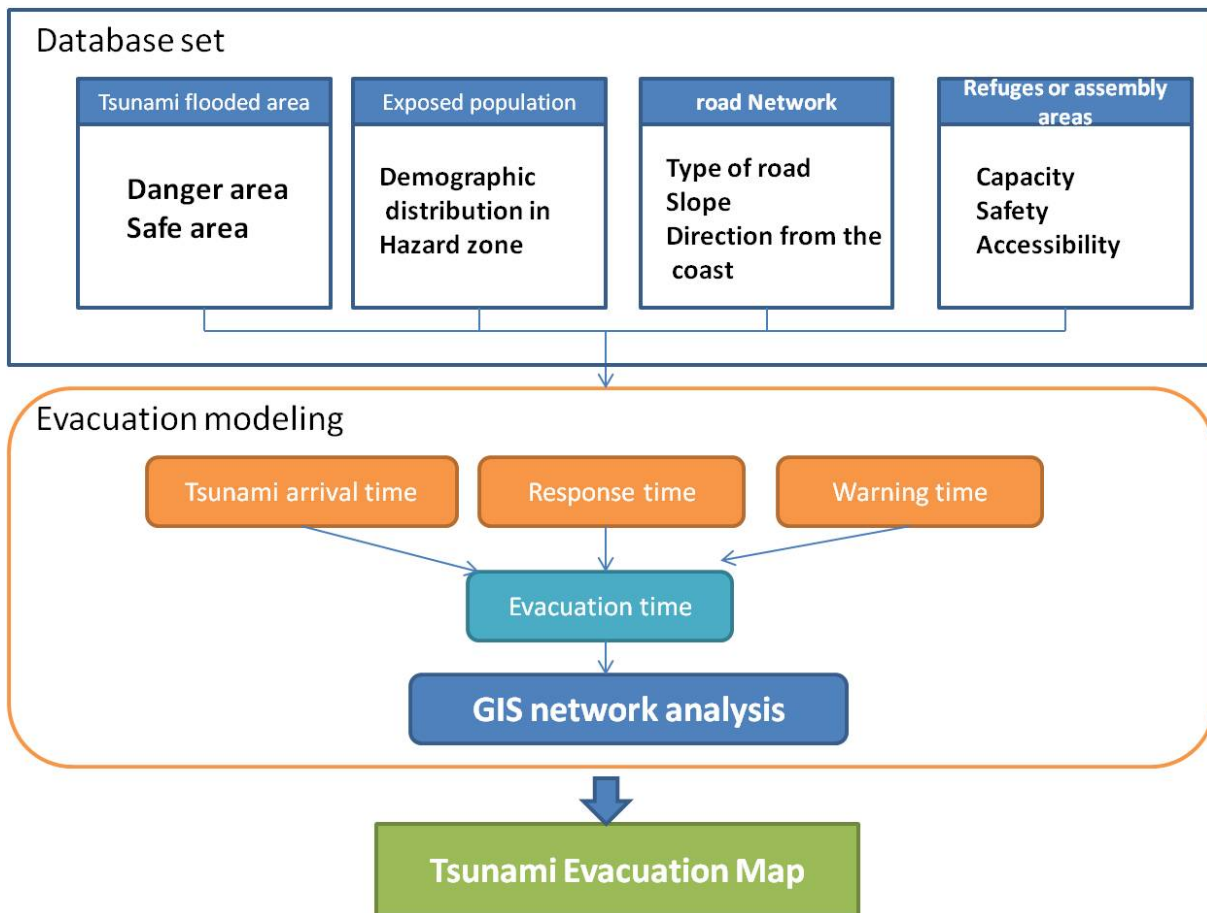 Database set
Tsunami flooded area
Danger area
Safe area
Exposed population
Demographic
distribution in
Hazard zone
road Network
Type of road
Slope
Direction from the
coast
Refuges or assembly
areas
Capacity
Safety
Accessibility
Evacuation modeling
Tsunami arrival time
Response time
Warning time
Evacuation time
GIS network analysis
Tsunami Evacuation Map